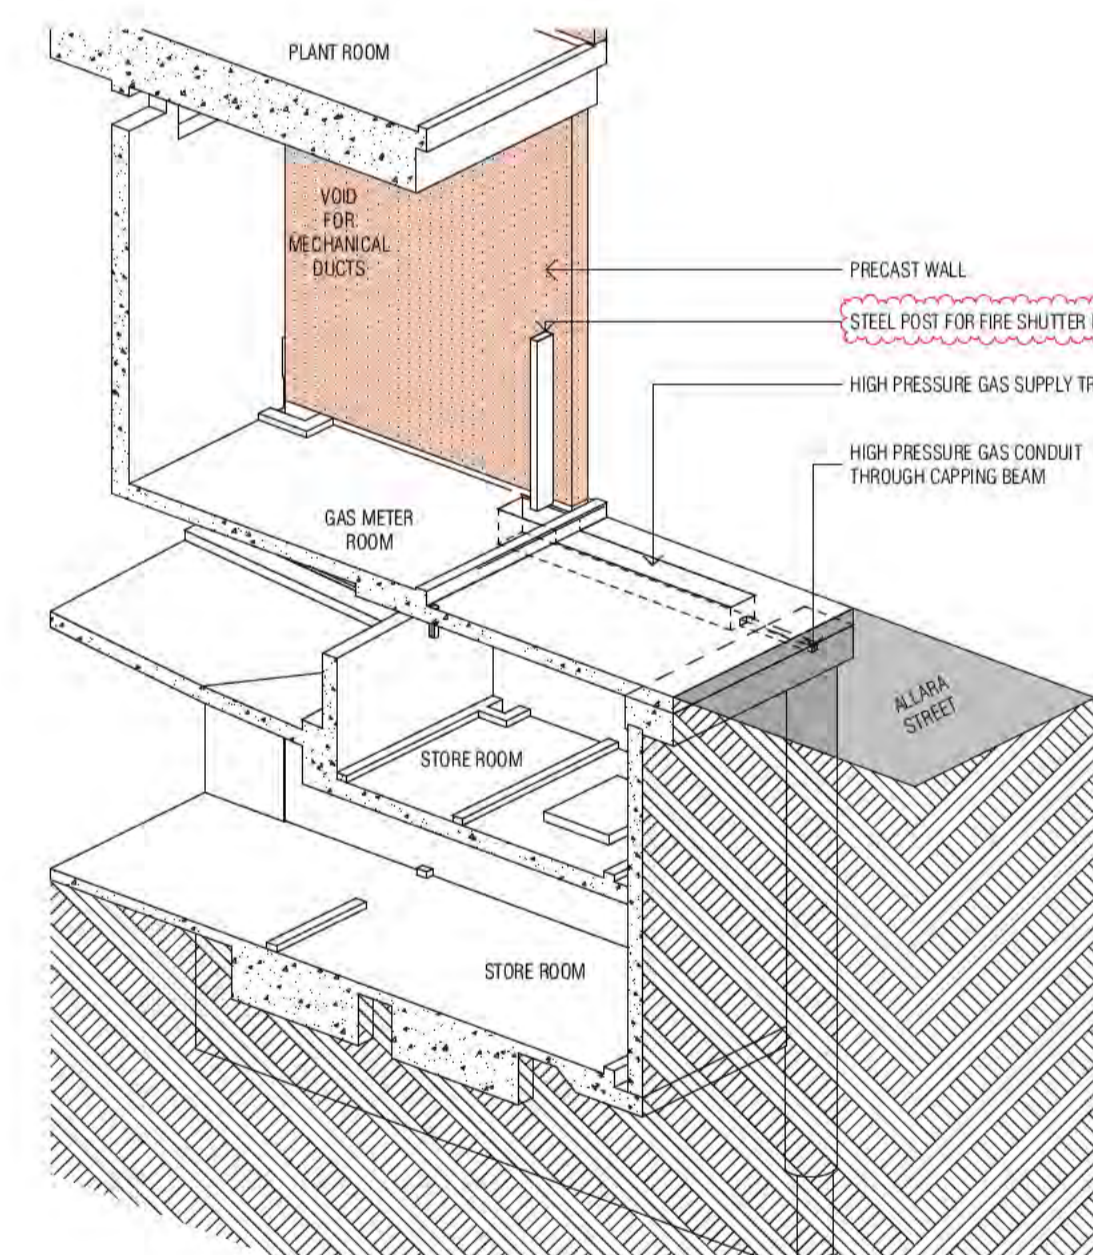 PLANT ROOM
VOID
FOR
MECHANICAL
DUCTS
PRECAST WALL
STEEL POST FOR FIRE SHUTTER
HIGH PRESSURE GAS SUPPLY
HIGH PRESSURE GAS CONDUIT
THROUGH CAPPING BEAM
GAS METER
ROOM
ALLARA
STREET
STORE ROOM
STORE ROOM